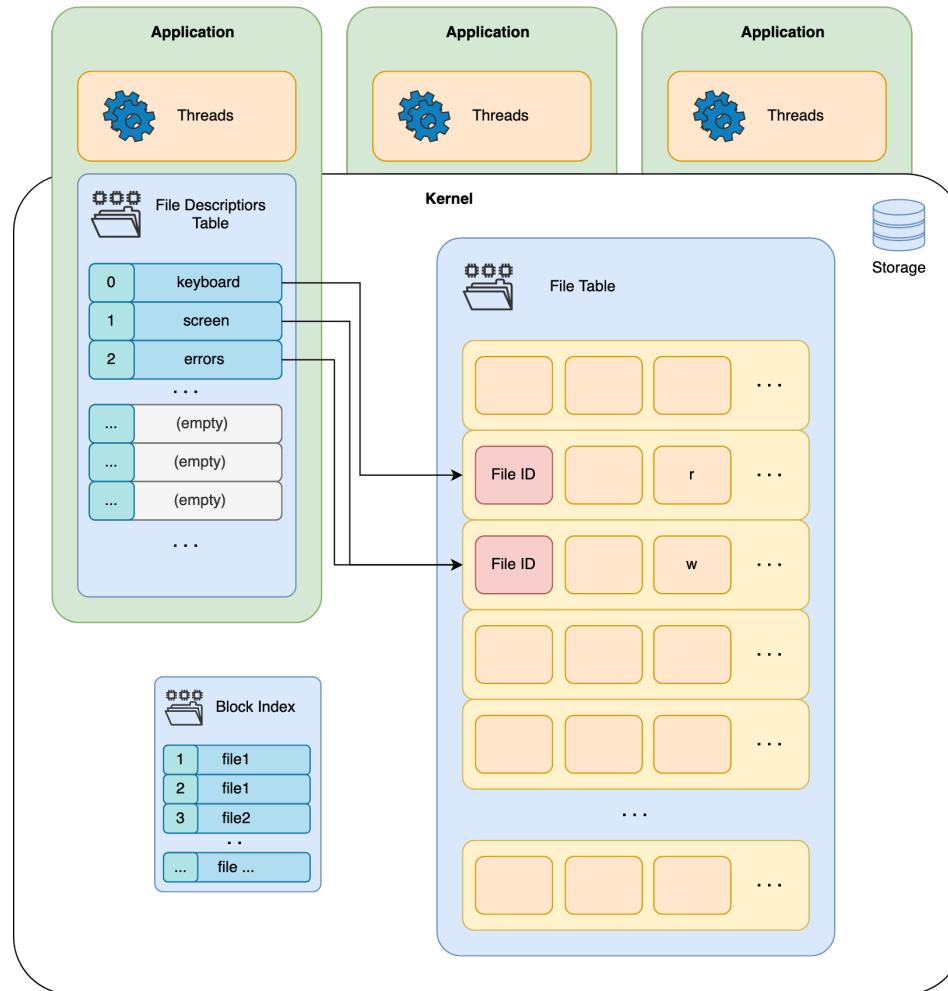 Application
Application
Application
Threads
Threads
Threads
Kernel
File Descriptiors
Table
0 keyboard
1 screen
2 errors
. . .
... (empty)
... (empty)
... (empty)
. . .
Storage
File Table
. . .
File ID r . . .
File ID w . . .
. . .
. . .
. . .
. . .
Block Index
1 file1
2 file1
3 file2
. .
... file ...